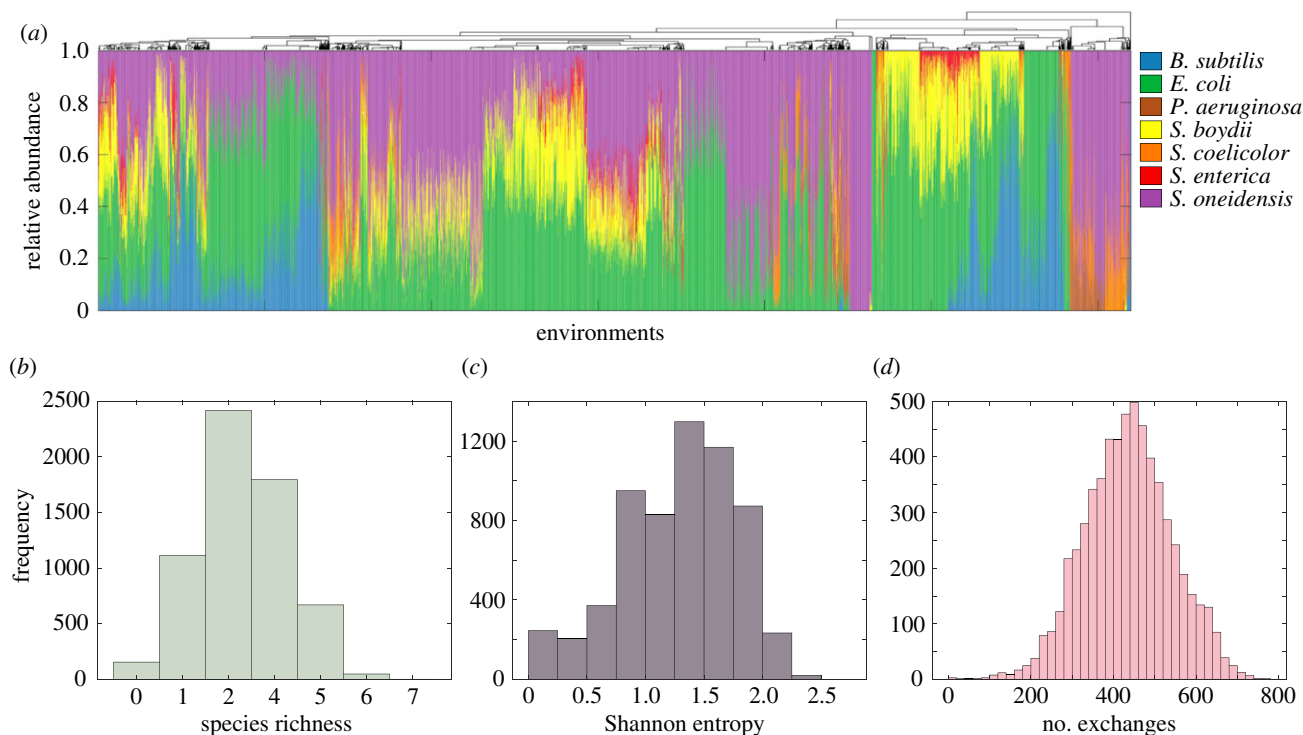 (a)
1.0
0.8
0.6
0.4
0.2
0
relative abundance
environments
B. subtilis
E. coli
P. aeruginosa
S. boydii
S. coelicolor
S. enterica
S. oneidensis
(b)
2500
2000
1500
1000
500
0
frequency
0 1 2 4 5 6 7
species richness
(c)
1200
800
400
0
0 0.5 1.0 1.5 2.0 2.5
Shannon entropy
(d)
500
400
300
200
100
0
0 200 400 600 800
no. exchanges